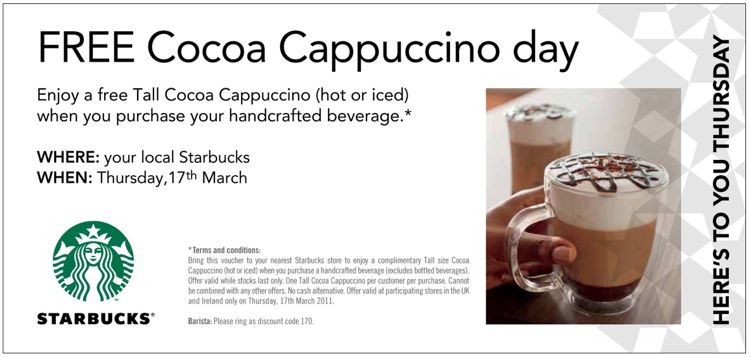 FREE Cocoa Cappuccino day
Enjoy a free Tall Cocoa Cappuccino (hot or iced)
when you purchase your handcrafted beverage.*
WHERE: your local Starbucks
WHEN: Thursday,17th March
STARBUCKS®
*Terms and conditions:
Bring this voucher to your nearest Starbucks store to enjoy a complimentary Tall size Cocoa
Cappuccino (hot or iced) when you purchase a handcrafted beverage (excludes bottled beverages).
Offer valid while stocks last only. One Tall Cocoa Cappuccino per customer per purchase. Cannot
be combined with any other offers. No cash alternative. Offer valid at participating stores in the UK
and Ireland only on Thursday, 17th March 2011.
Barista: Please ring as discount code 170.
HERE'S TO YOU THURSDAY